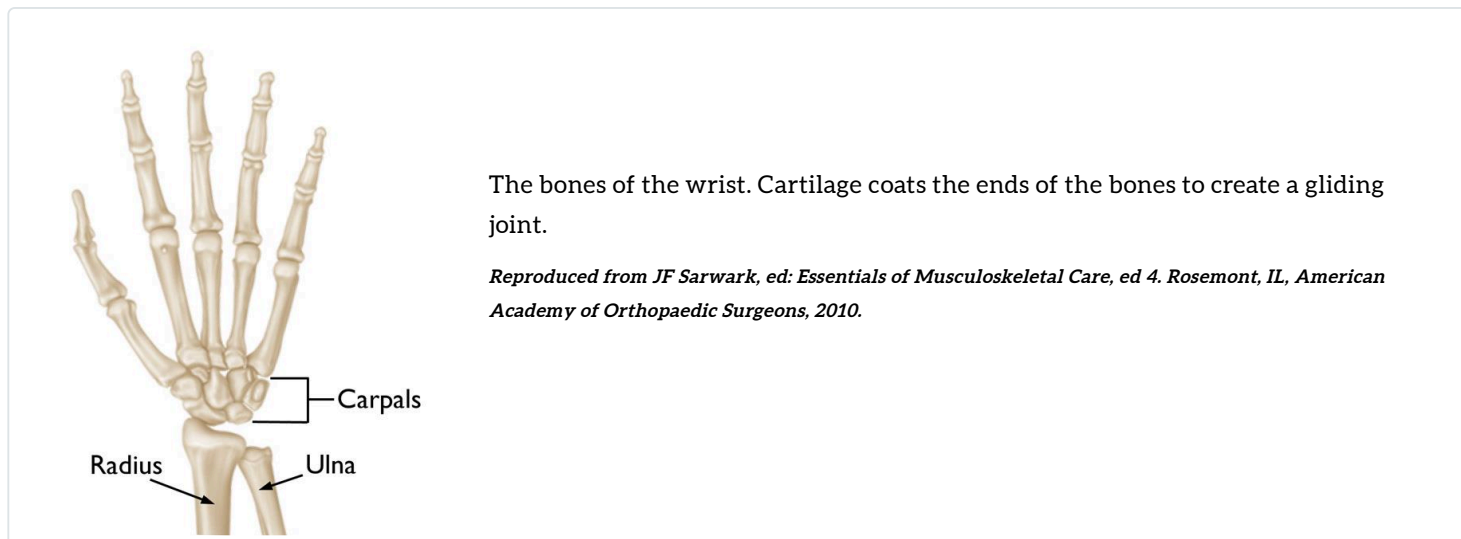 The bones of the wrist. Cartilage coats the ends of the bones to create a gliding
joint.
Reproduced from JF Sarwark, ed: Essentials of Musculoskeletal Care, ed 4. Rosemont, IL, American
Academy of Orthopaedic Surgeons, 2010.
Carpals
Radius
Ulna